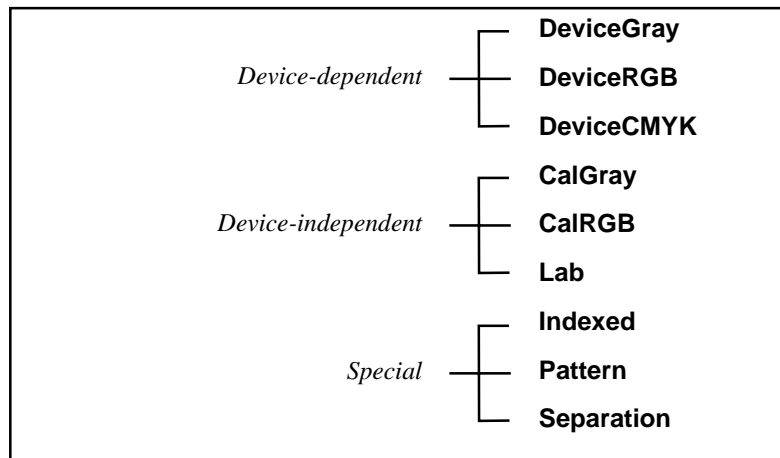 DeviceGray
Device-dependent DeviceRGB
DeviceCMYK
CalGray
Device-independent CalRGB
Lab
Indexed
Special Pattern
Separation